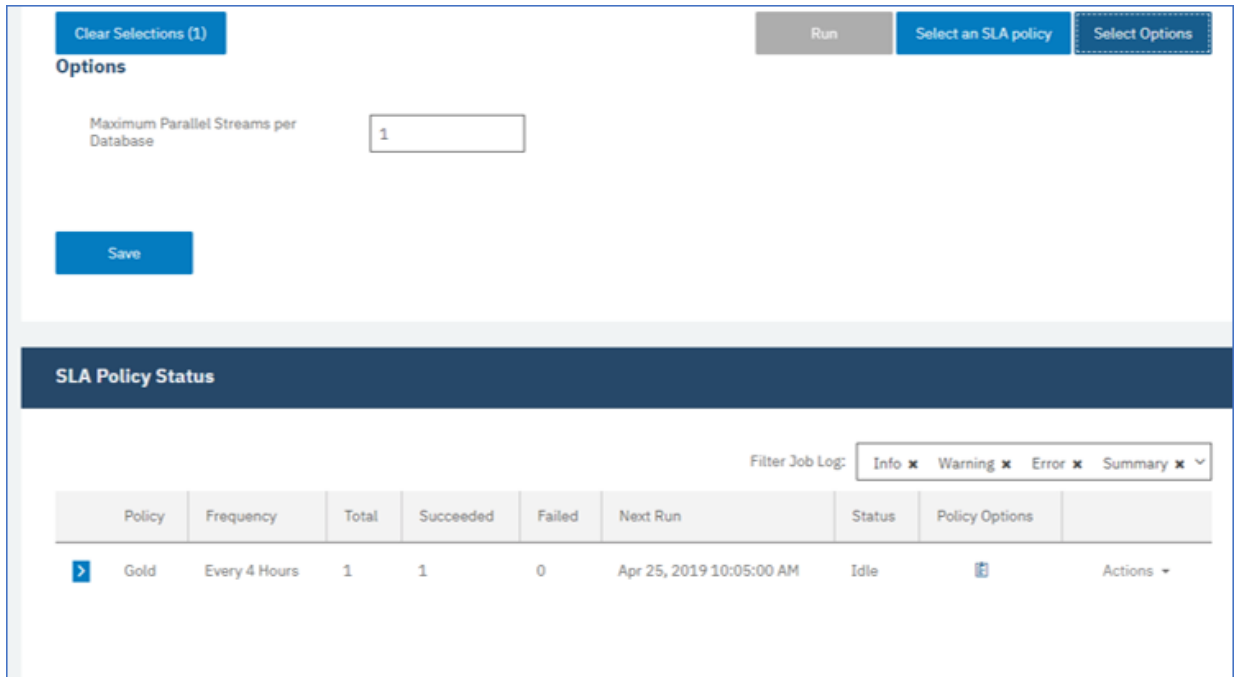 Clear Selections (1) Run Select an SLA policy Select Options
Options
Maximum Parallel Streams per
Database
1
Save
SLA Policy Status
Filter Job Log: Info × Warning × Error × Summary ×
Policy Frequency Total Succeeded Failed Next Run Status Policy Options
Gold Every 4 Hours 1 1 0 Apr 25, 2019 10:05:00 AM Idle Actions